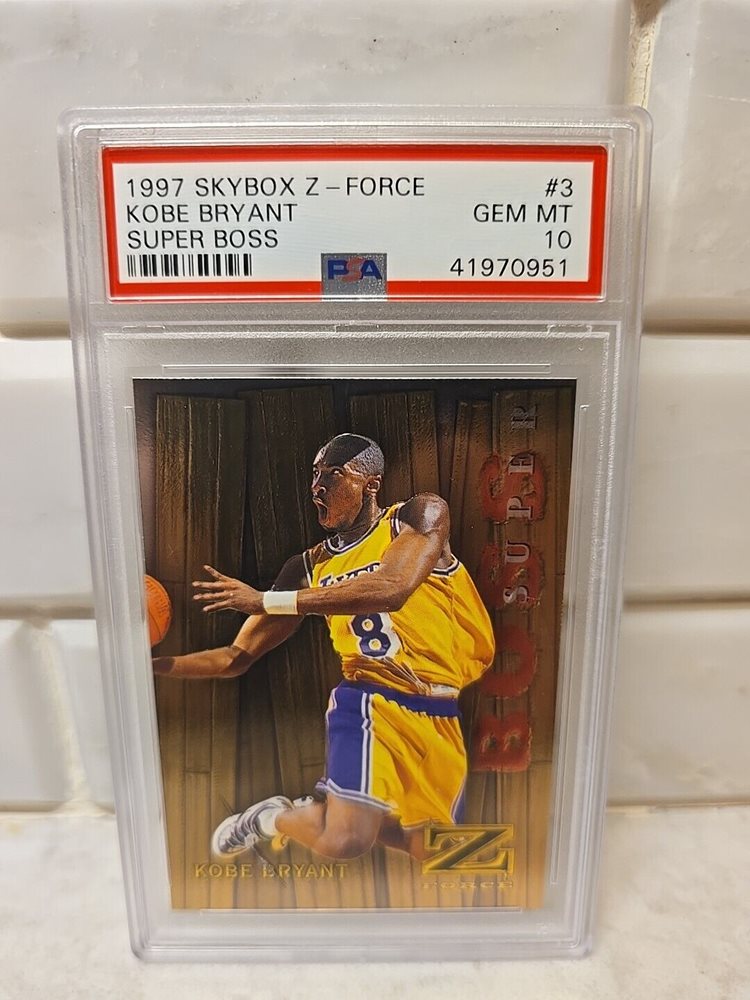 1997 SKYBOX Z-FORCE #3
KOBE BRYANT GEM MT
SUPER BOSS 10
PSA 41970951
SUPER
BOSS
8
KOBE BRYANT
Z
FORCE